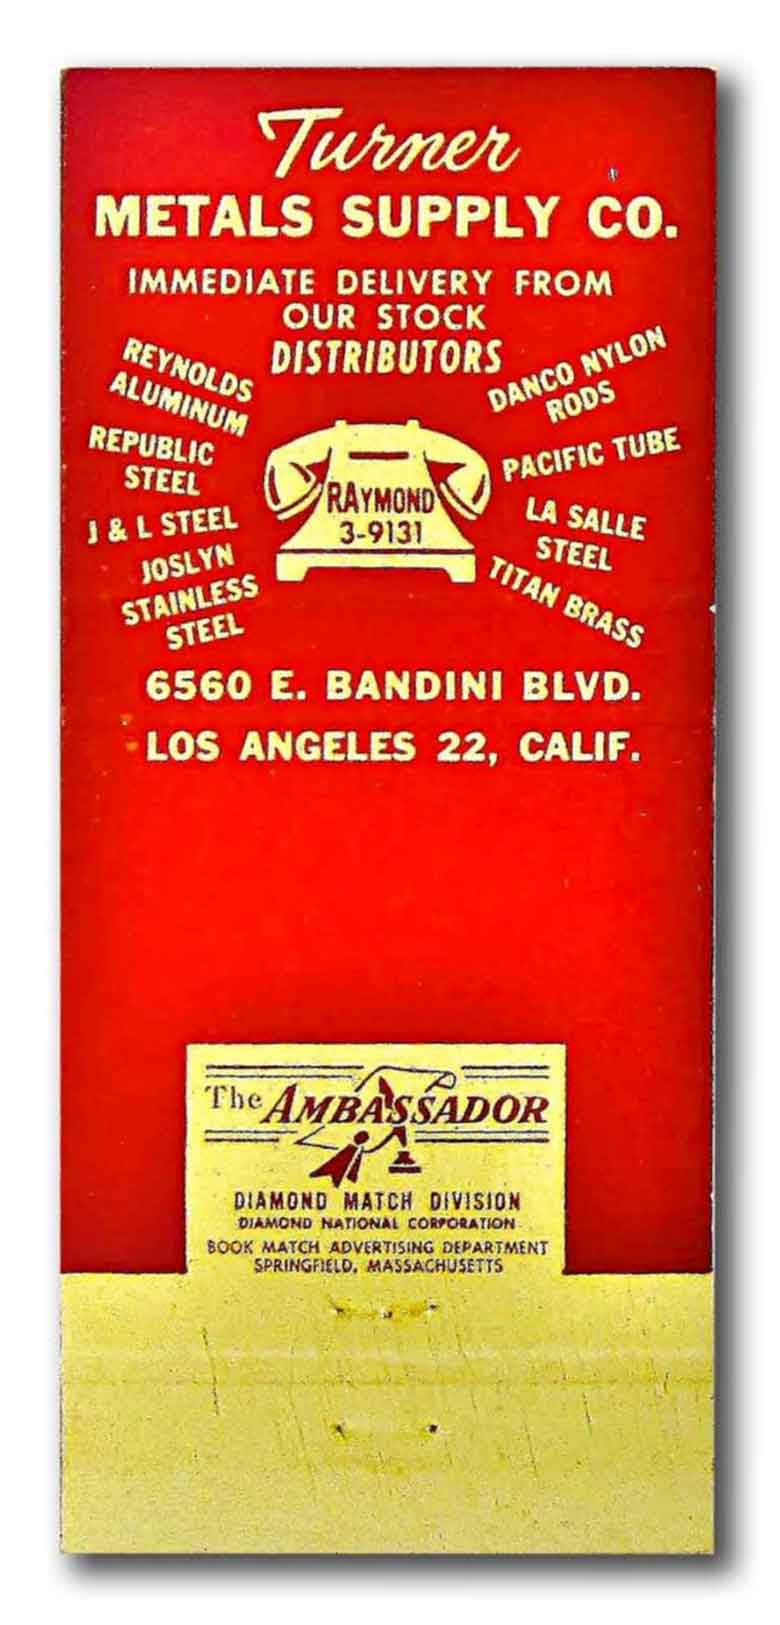 Turner
METALS SUPPLY CO.
IMMEDIATE DELIVERY FROM
OUR STOCK
DISTRIBUTORS
REYNOLDS
ALUMINUM
REPUBLIC
STEEL
J & L STEEL
JOSLYN
STAINLESS
STEEL
RAYMOND
3-9131
DANCO NYLON
RODS
PACIFIC TUBE
LA SALLE
STEEL
TITAN BRASS
6560 E. BANDINI BLVD.
LOS ANGELES 22, CALIF.
The AMBASSADOR
DIAMOND MATCH DIVISION
DIAMOND NATIONAL CORPORATION
BOOK MATCH ADVERTISING DEPARTMENT
SPRINGFIELD, MASSACHUSETTS